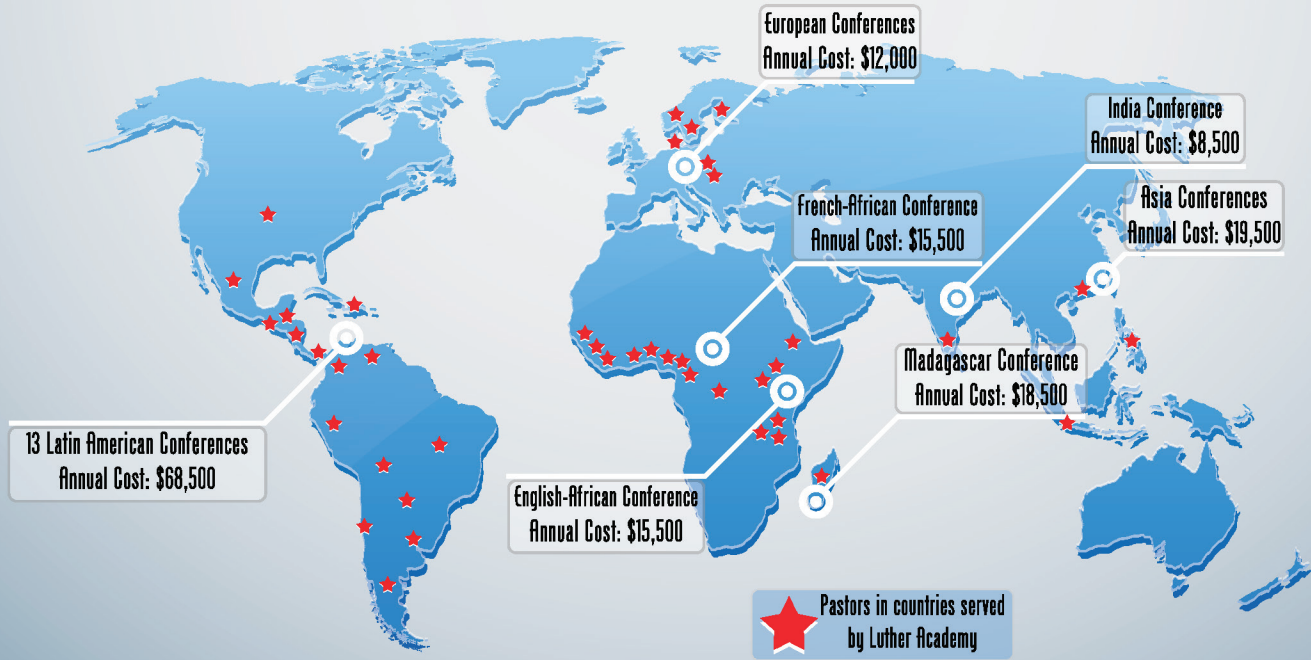 European Conferences
Annual Cost: $12,000
India Conference
Annual Cost: $8,500
Asia Conferences
Annual Cost: $19,500
French-African Conference
Annual Cost: $15,500
Madagascar Conference
Annual Cost: $18,500
13 Latin American Conferences
Annual Cost: $68,500
English-African Conference
Annual Cost: $15,500
Pastors in countries served
by Luther Academy